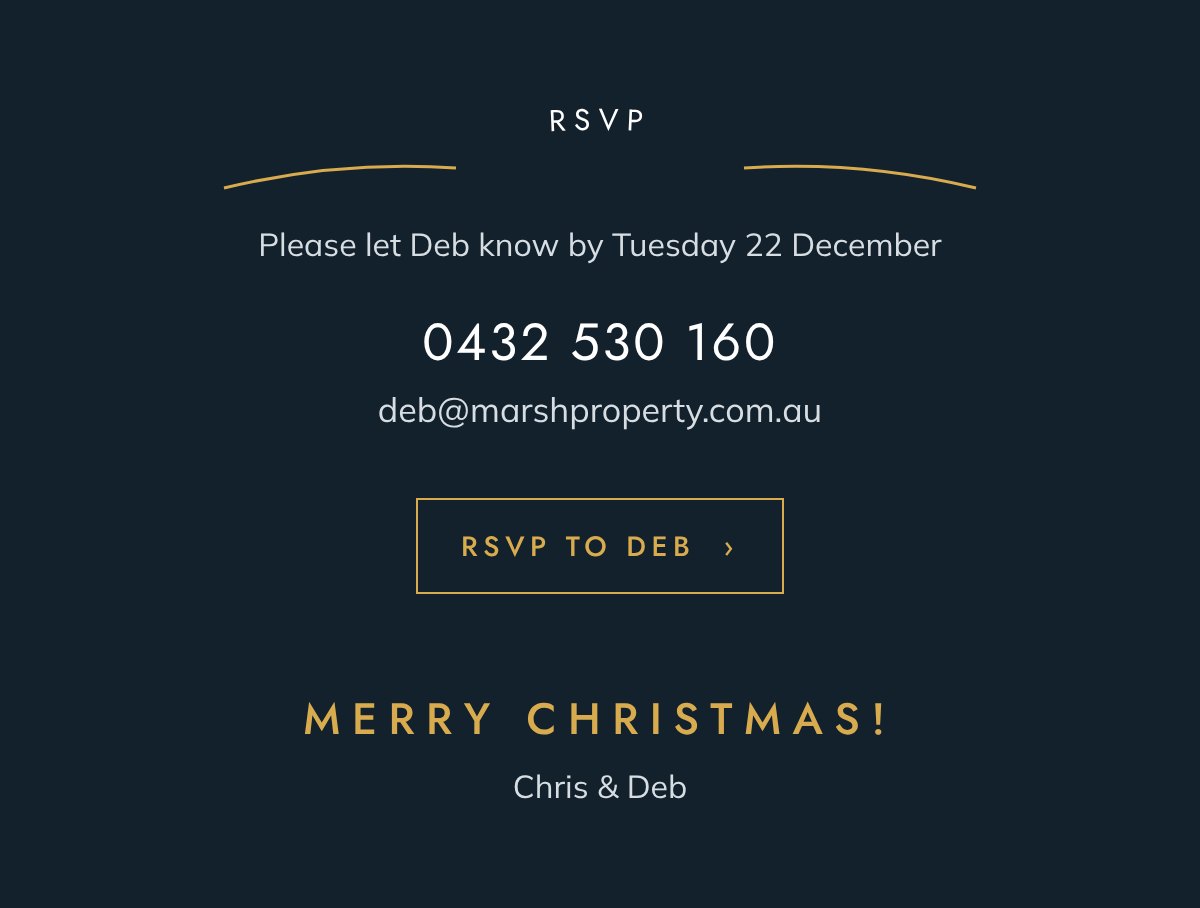 RSVP
Please let Deb know by Tuesday 22 December
0432 530 160
deb@marshproperty.com.au
RSVP TO DEB ›
MERRY CHRISTMAS!
Chris & Deb